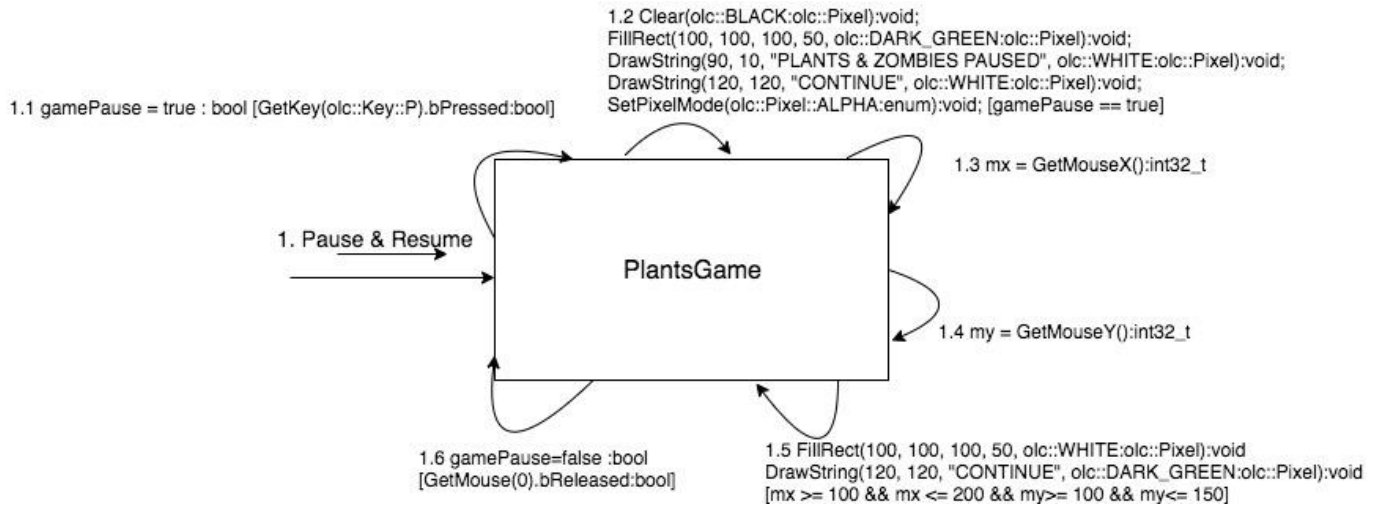 1.2 Clear(olc::BLACK:olc::Pixel):void;
FillRect(100, 100, 100, 50, olc::DARK_GREEN:olc::Pixel):void;
DrawString(90, 10, "PLANTS & ZOMBIES PAUSED", olc::WHITE:olc::Pixel):void;
DrawString(120, 120, "CONTINUE", olc::WHITE:olc::Pixel):void;
SetPixelMode(olc::Pixel::ALPHA:enum):void; [gamePause == true]
1.1 gamePause = true : bool [GetKey(olc::Key::P).bPressed:bool]
1.3 mx = GetMouseX():int32_t
1. Pause & Resume
PlantsGame
1.4 my = GetMouseY():int32_t
1.6 gamePause=false :bool
[GetMouse(0).bReleased:bool]
1.5 FillRect(100, 100, 100, 50, olc::WHITE:olc::Pixel):void
DrawString(120, 120, "CONTINUE", olc::DARK_GREEN:olc::Pixel):void
[mx >= 100 && mx <= 200 && my>= 100 && my<= 150]